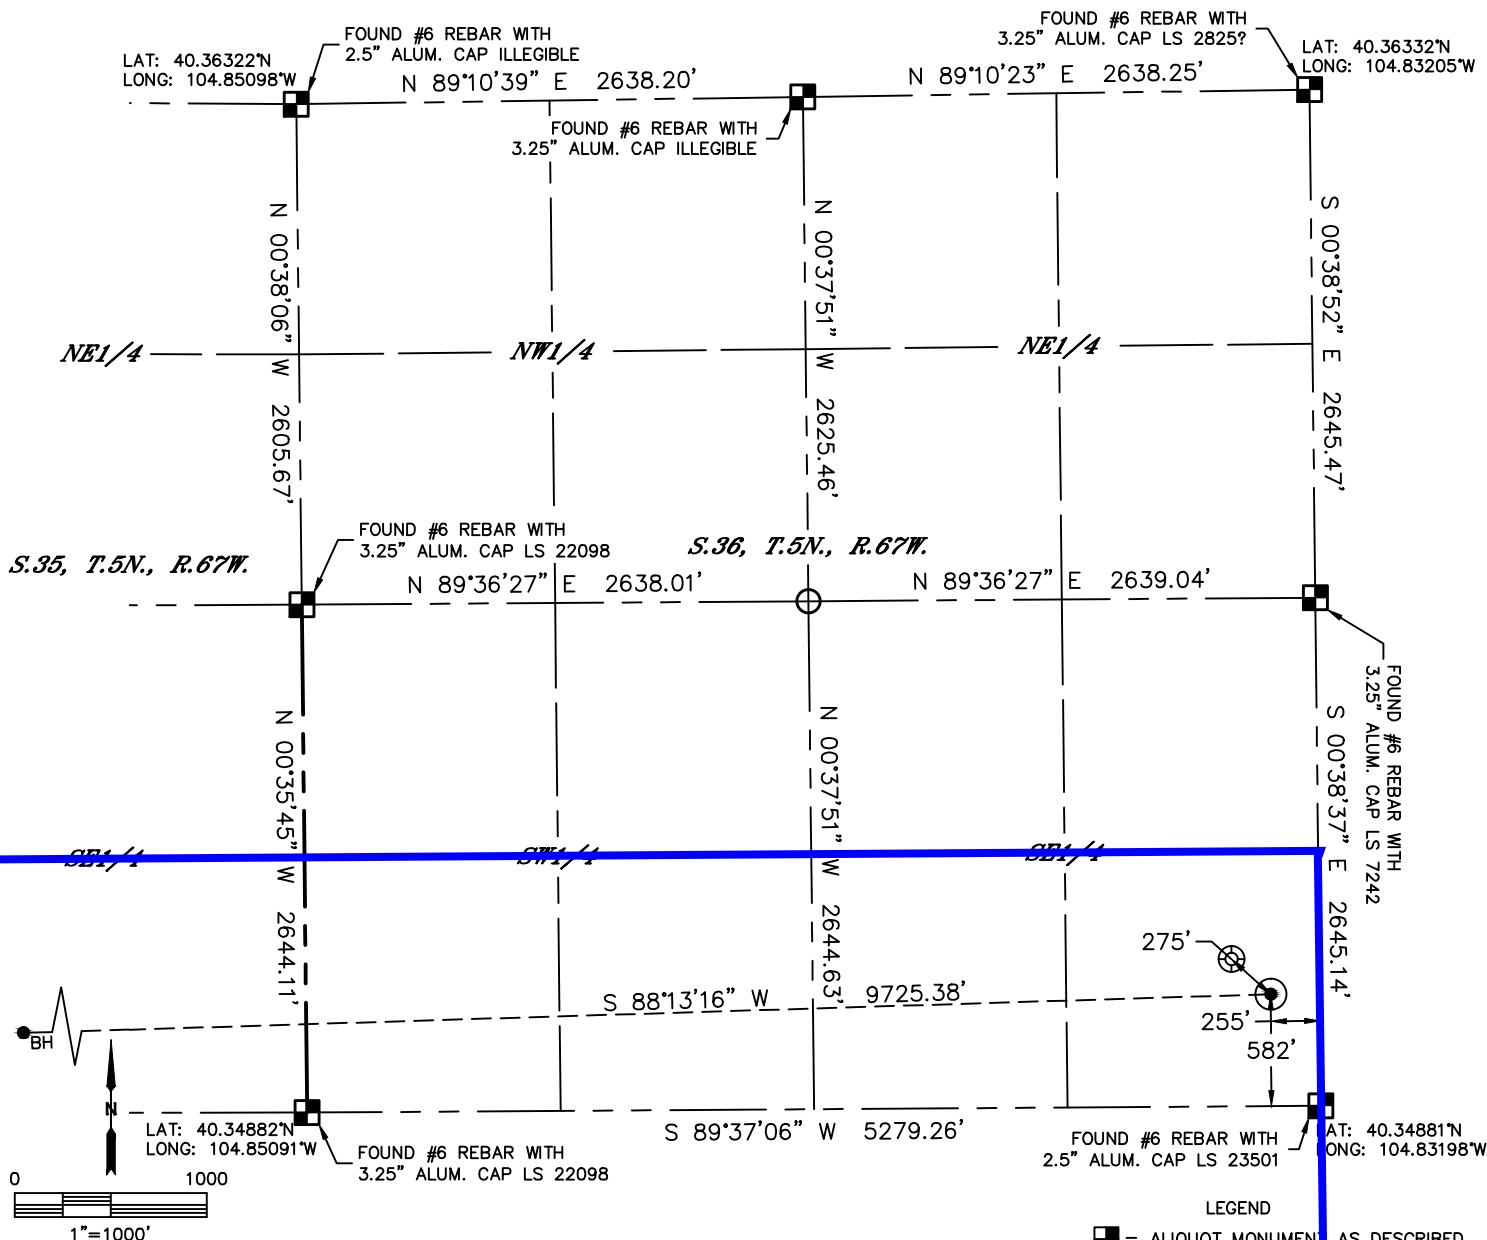 FOUND #6 REBAR WITH
2.5" ALUM. CAP ILLEGIBLE
LAT: 40.36322°N
LONG: 104.85098°W
N 89°10'39" E 2638.20'
FOUND #6 REBAR WITH
3.25" ALUM. CAP LS 2825?
LAT: 40.36332°N
LONG: 104.83205°W
N 89°10'23" E 2638.25'
FOUND #6 REBAR WITH
3.25" ALUM. CAP ILLEGIBLE
N 00°38'06" W 2605.67'
N 00°37'51" W 2625.46'
S 00°38'52" E 2645.47'
NE1/4
NW1/4
NE1/4
FOUND #6 REBAR WITH
3.25" ALUM. CAP LS 22098
S.35, T.5N., R.67W.
S.36, T.5N., R.67W.
N 89°36'27" E 2638.01'
N 89°36'27" E 2639.04'
FOUND #6 REBAR WITH
3.25" ALUM. CAP LS 7242
N 00°35'45" W 2644.11'
N 00°37'51" W 2644.63'
S 00°38'37" E 2645.14'
SE1/4
SW1/4
SE1/4
275'
S 88°13'16" W 9725.38'
255'
582'
BH
N
LAT: 40.34882°N
LONG: 104.85091°W
S 89°37'06" W 5279.26'
FOUND #6 REBAR WITH
3.25" ALUM. CAP LS 22098
FOUND #6 REBAR WITH
2.5" ALUM. CAP LS 23501
LAT: 40.34881°N
LONG: 104.83198°W
0 1000
1"=1000'
LEGEND
- ALIQUOT MONUMENT AS DESCRIBED